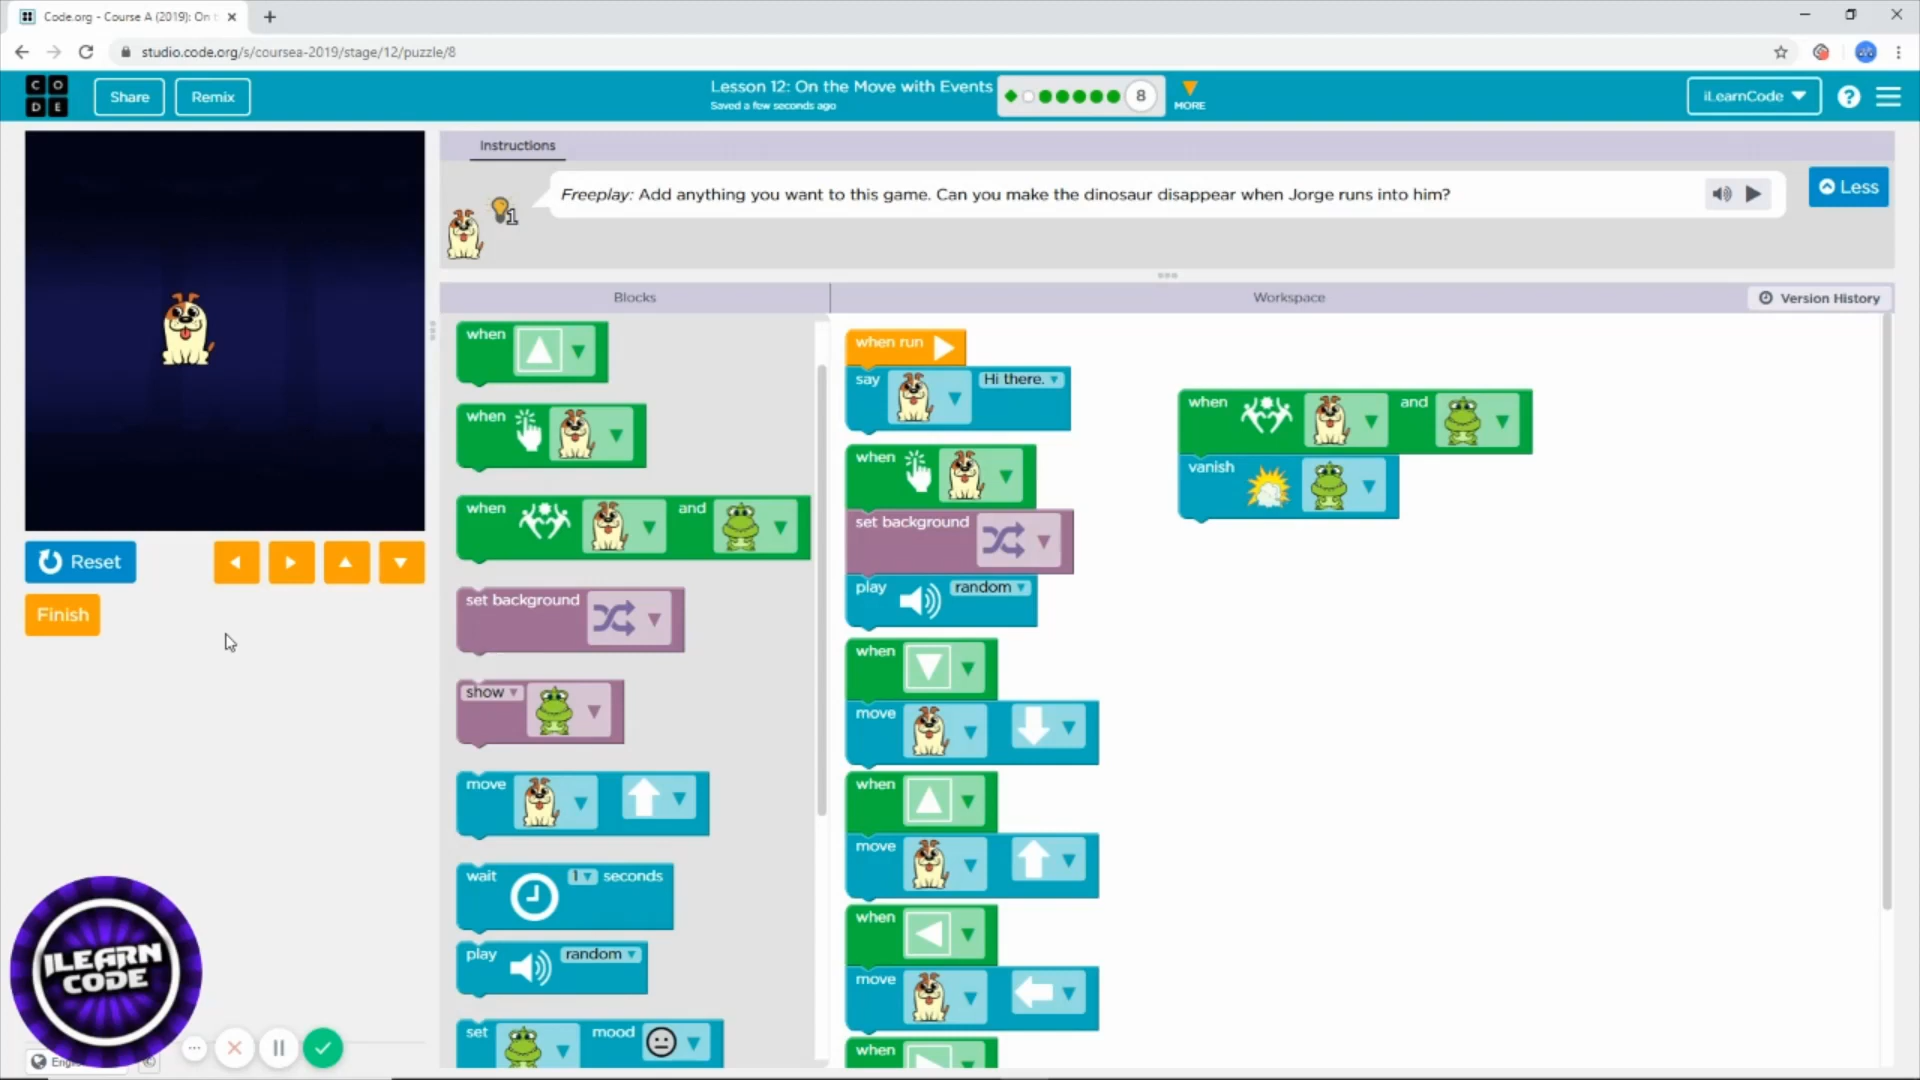 Code.org - Course A (2019): On t
studio.code.org/s/coursea-2019/stage/12/puzzle/8
C O
D E
Share
Remix
Lesson 12: On the Move with Events
Saved a few seconds ago
8
MORE
iLearnCode
?
Instructions
1
Freeplay: Add anything you want to this game. Can you make the dinosaur disappear when Jorge runs into him?
Less
Blocks
Workspace
Version History
Reset
Finish
when
when
when and
set background
show
move
wait 1 seconds
play random
set mood
when run
say Hi there.
when
set background
play random
when
move
when
move
when
move
when
when and
vanish
ILEARN
CODE